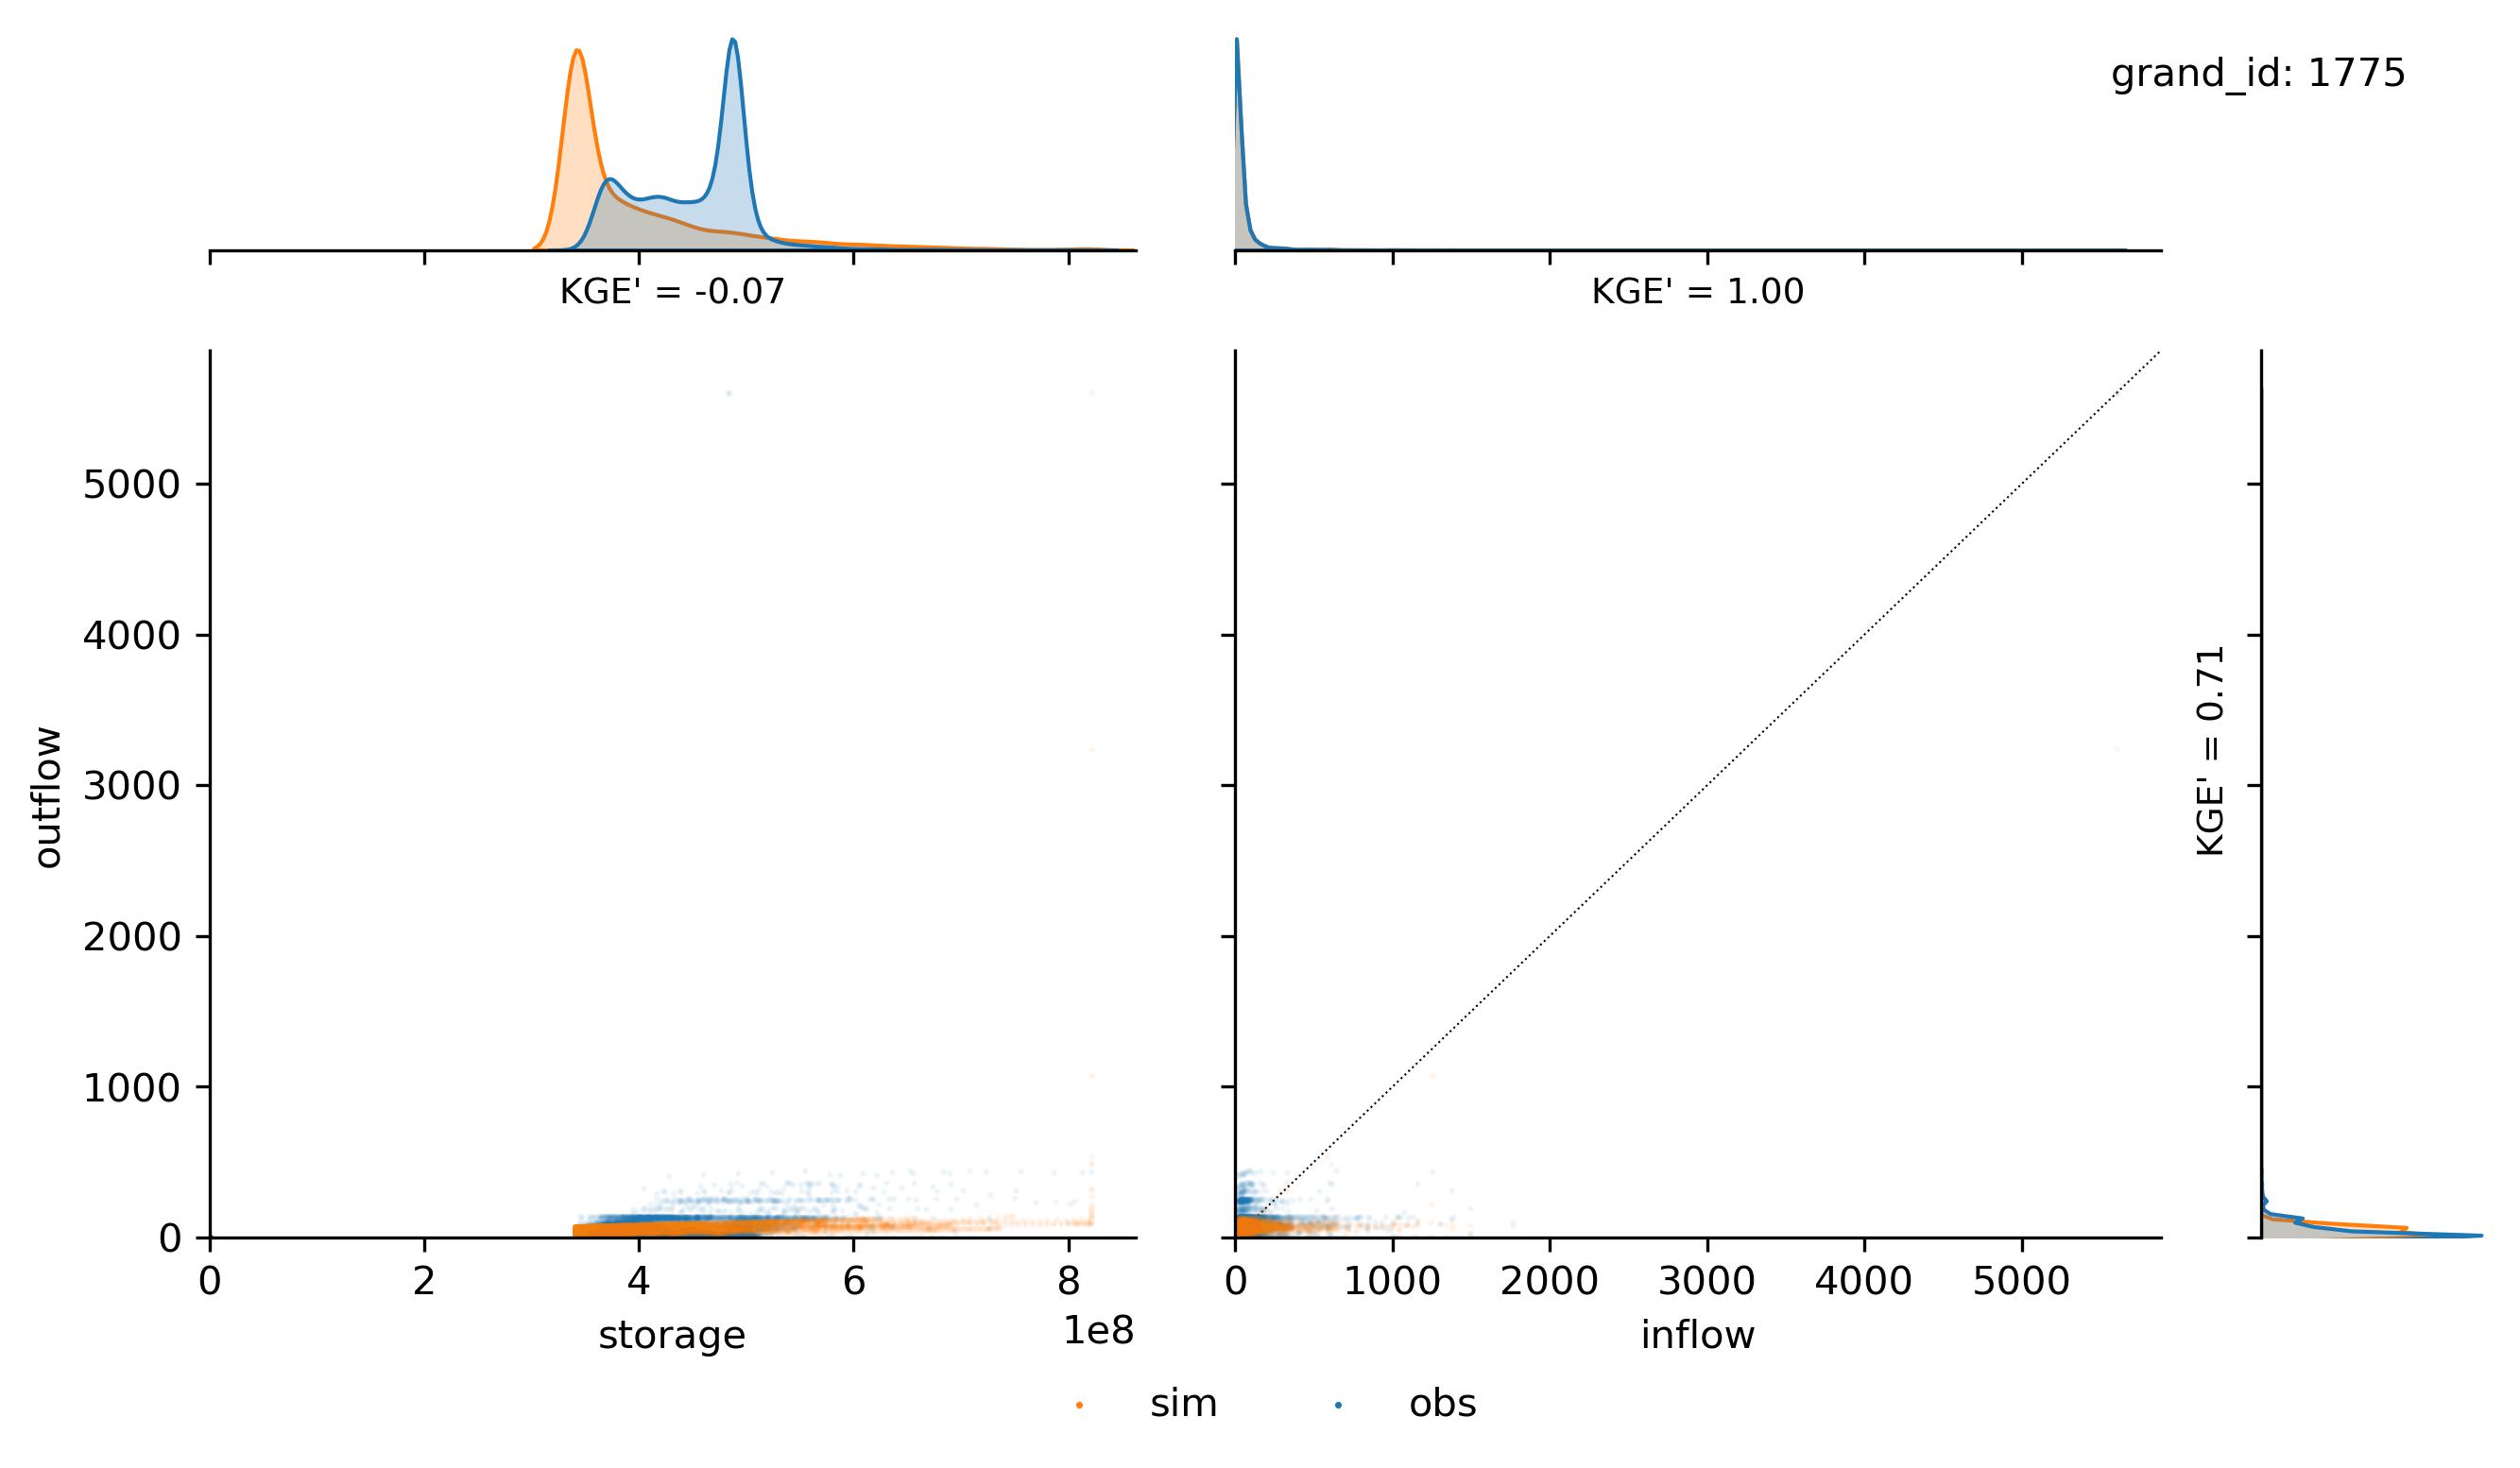 grand_id: 1775
KGE' = -0.07
KGE' = 1.00
outflow
5000
4000
3000
2000
1000
0
KGE' = 0.71
0 2 4 6 8
1e8
storage
0 1000 2000 3000 4000 5000
inflow
sim obs